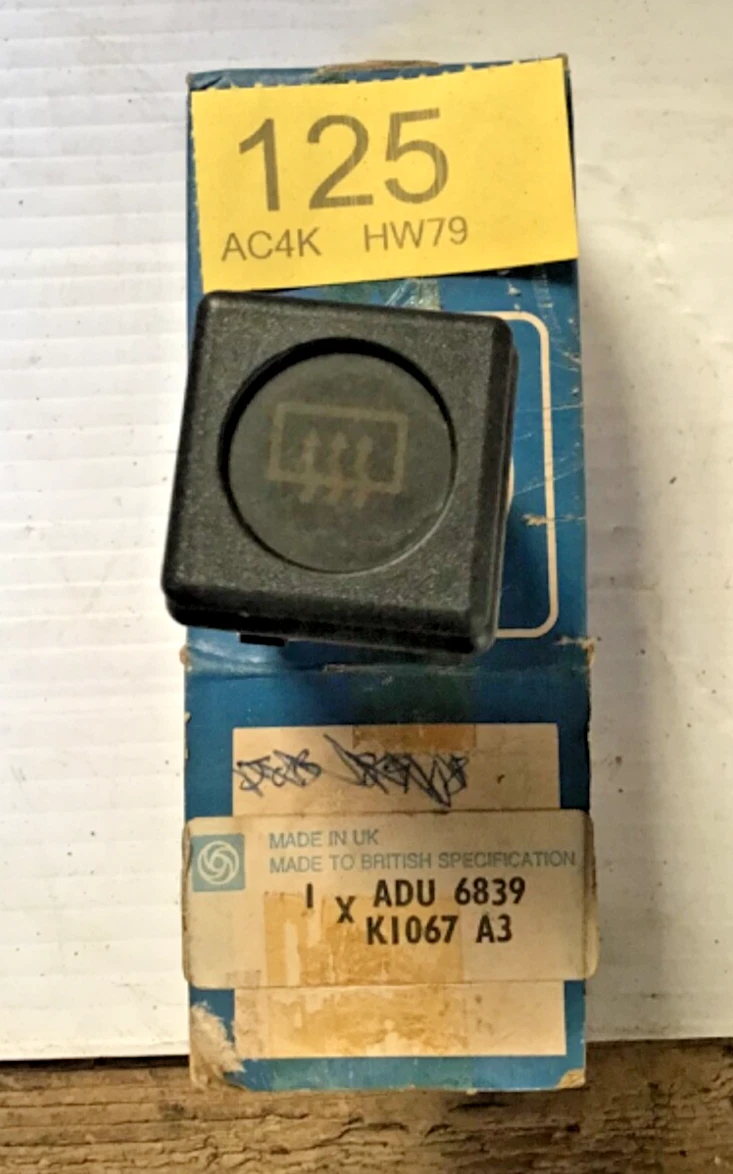 125
AC4K HW79
MADE IN UK
MADE TO BRITISH SPECIFICATION
1 X ADU 6839
K1067 A3